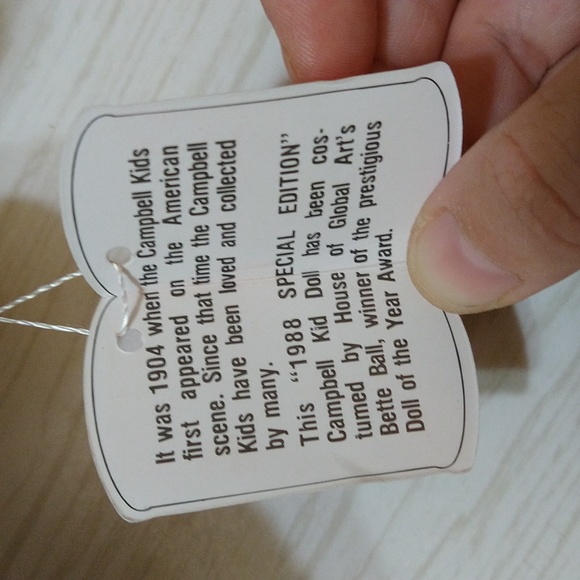 It was 1904 when the Campbell Kids
first appeared on the American
scene. Since that time the Campbell
Kids have been loved and collected
by many.
This “1988 SPECIAL EDITION”
Campbell Kid Doll has been cos-
tumed by House of Global Art's
Bette Ball, winner of the prestigious
Doll of the Year Award.